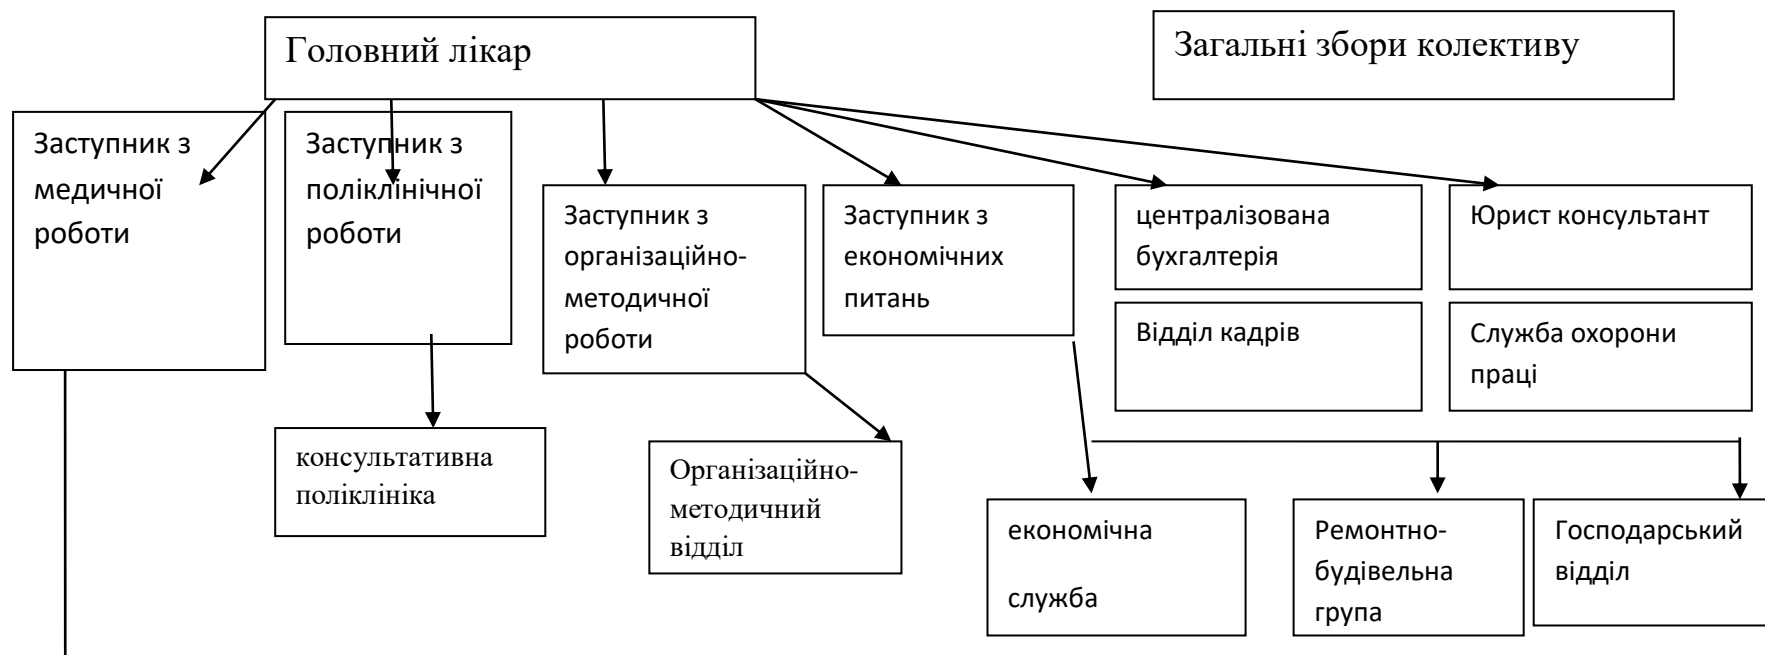 Головний лікар
Загальні збори колективу
Заступник з
медичної
роботи
Заступник з
поліклінічної
роботи
Заступник з
організаційно-
методичної
роботи
Заступник з
економічних
питань
централізована
бухгалтерія
Юрист консультант
Відділ кадрів
Служба охорони
праці
консультативна
поліклініка
Організаційно-
методичний
відділ
економічна
служба
Ремонтно-
будівельна
група
Господарський
відділ